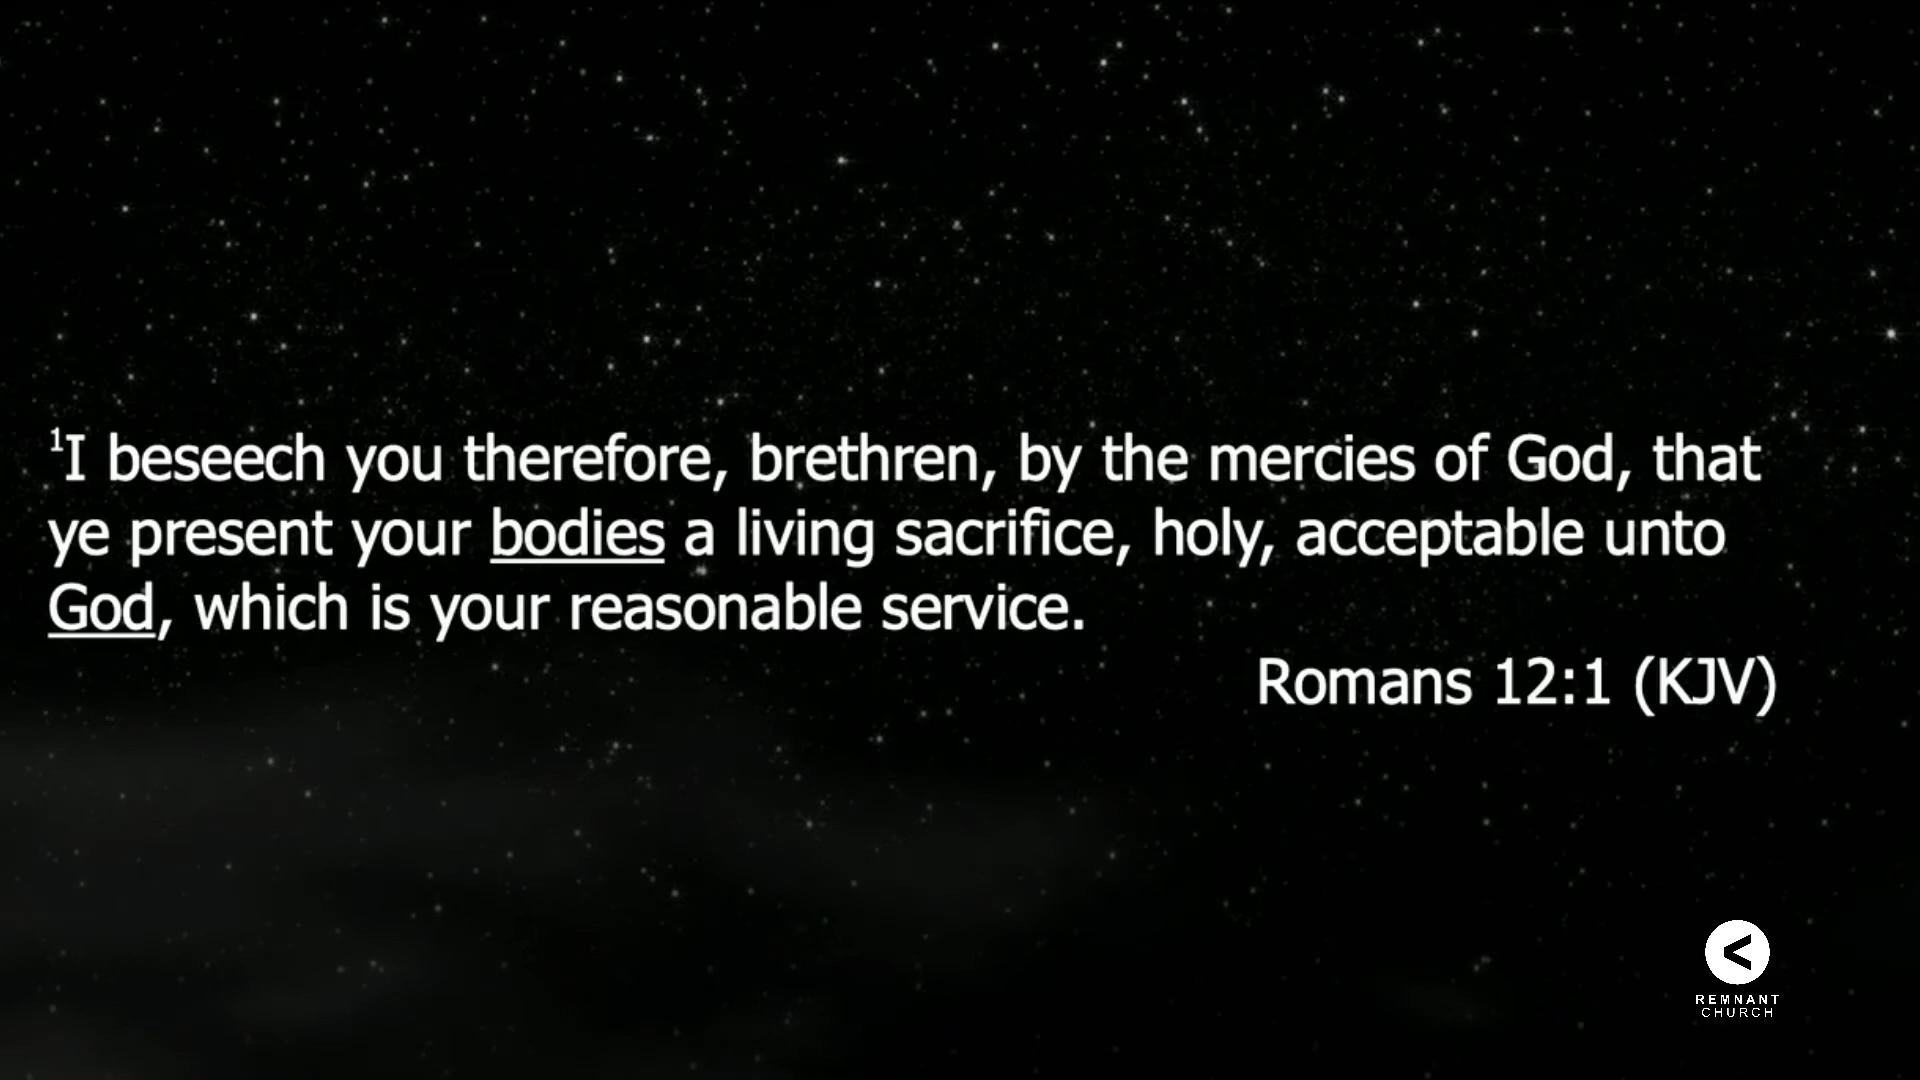 ¹I beseech you therefore, brethren, by the mercies of God, that
ye present your bodies a living sacrifice, holy, acceptable unto
God, which is your reasonable service.
Romans 12:1 (KJV)
REMNANT
CHURCH